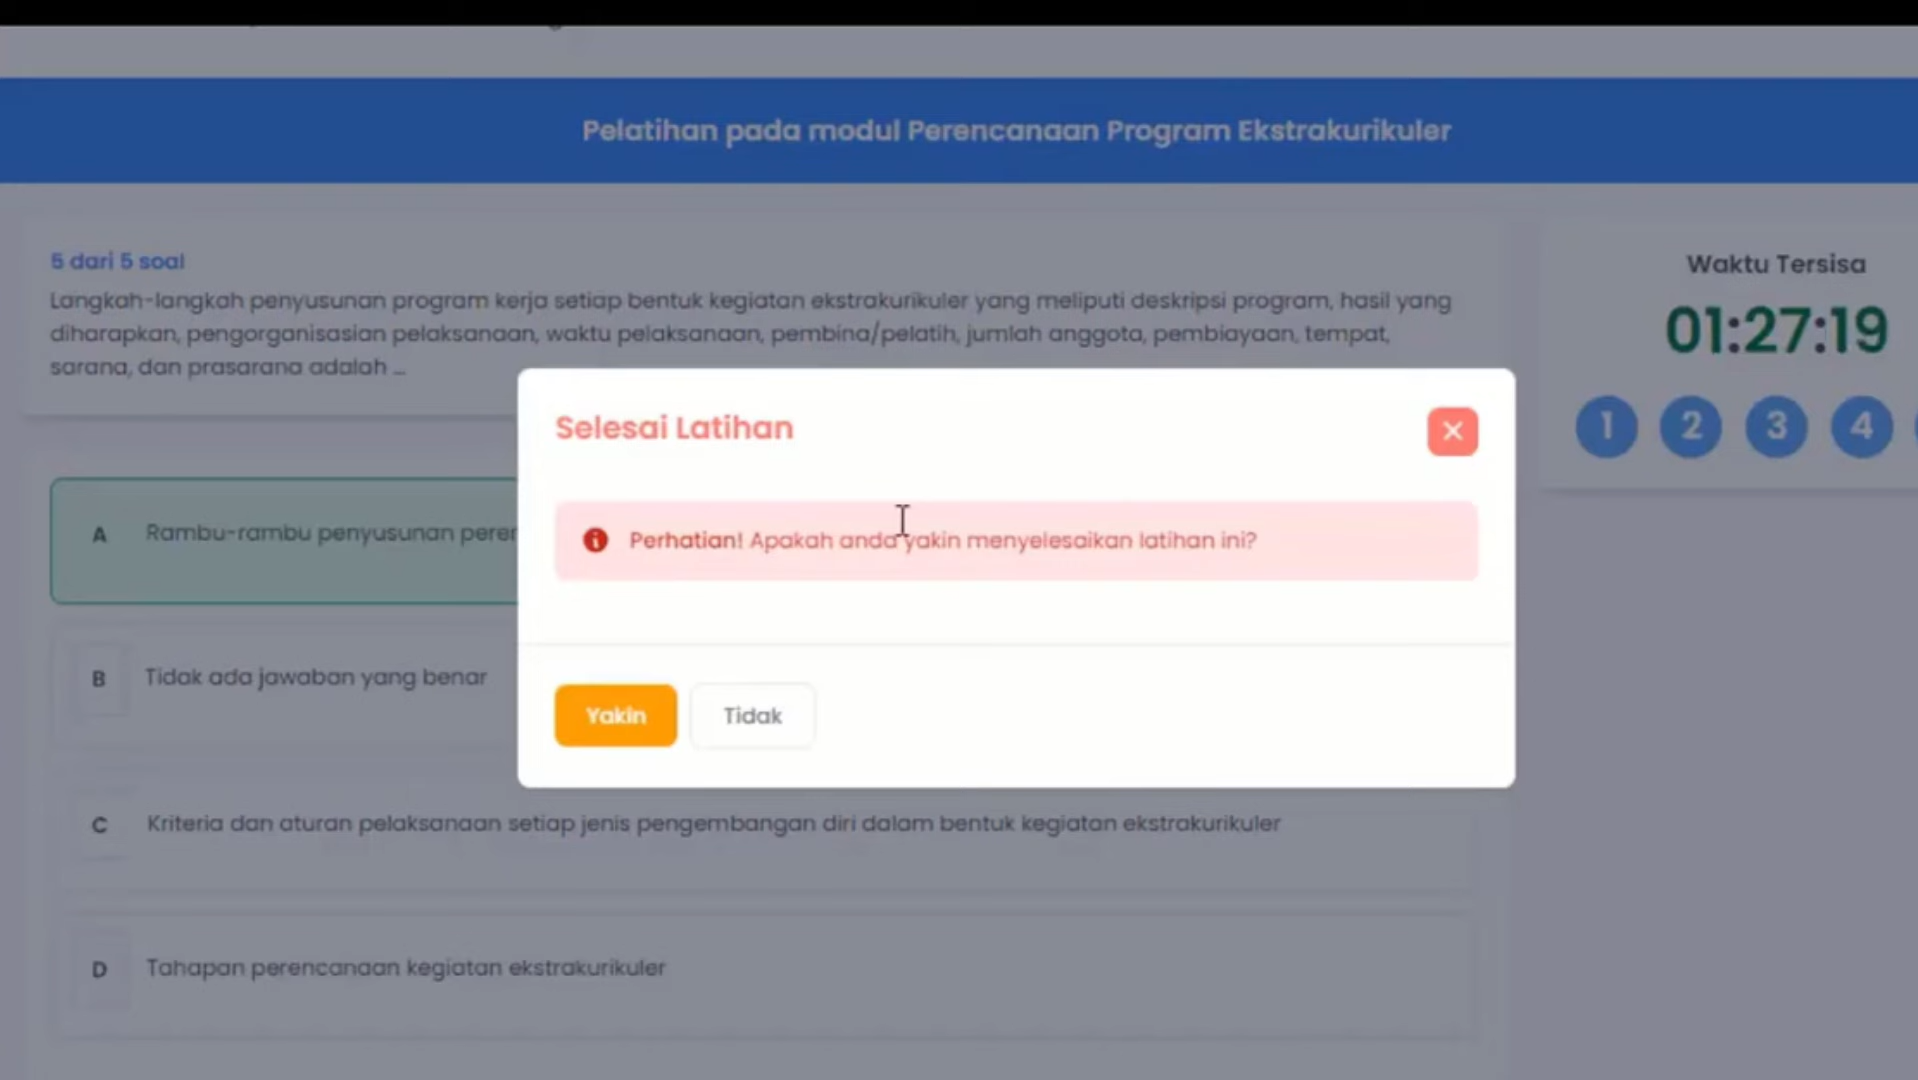 Pelatihan pada modul Perencanaan Program Ekstrakurikuler
5 dari 5 soal
Langkah-langkah penyusunan program kerja setiap bentuk kegiatan ekstrakurikuler yang meliputi deskripsi program, hasil yang
diharapkan, pengorganisasian pelaksanaan, waktu pelaksanaan, pembina/pelatih, jumlah anggota, pembiayaan, tempat,
sarana, dan prasarana adalah ...
Waktu Tersisa
01:27:19
1 2 3 4
Selesai Latihan
Perhatian! Apakah anda yakin menyelesaikan latihan ini?
Yakin Tidak
A Rambu-rambu penyusunan
B Tidak ada jawaban yang benar
C Kriteria dan aturan pelaksanaan setiap jenis pengembangan diri dalam bentuk kegiatan ekstrakurikuler
D Tahapan perencanaan kegiatan ekstrakurikuler